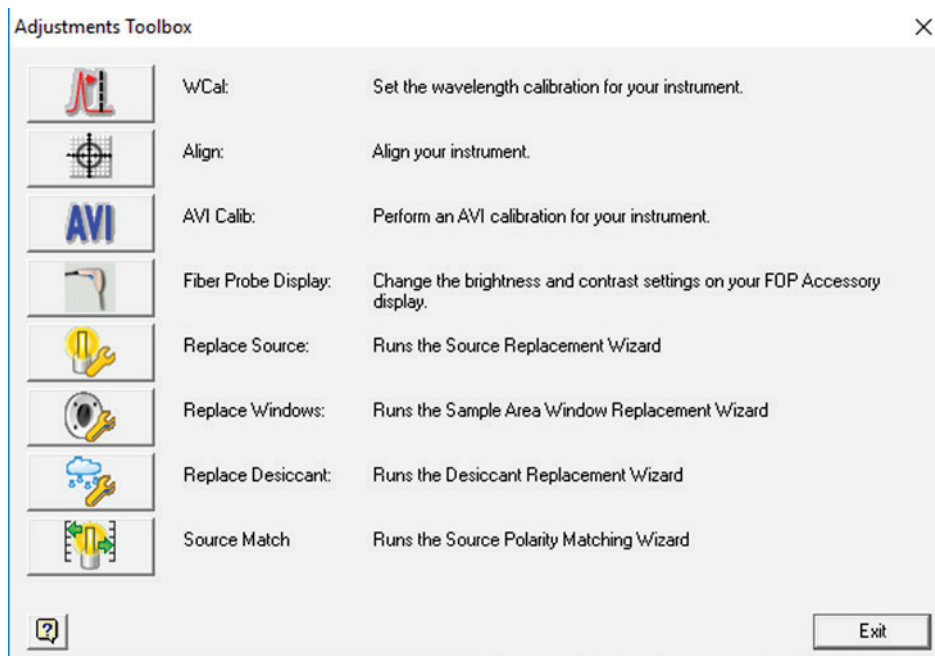 Adjustments Toolbox
WCal: Set the wavelength calibration for your instrument.
Align: Align your instrument.
AVI
AVI Calib: Perform an AVI calibration for your instrument.
Fiber Probe Display: Change the brightness and contrast settings on your FOP Accessory
display.
Replace Source: Runs the Source Replacement Wizard
Replace Windows: Runs the Sample Area Window Replacement Wizard
Replace Desiccant: Runs the Desiccant Replacement Wizard
Source Match Runs the Source Polarity Matching Wizard
?
Exit